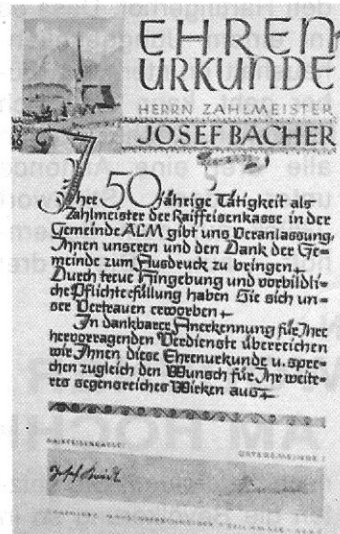 EHREN
URKUNDE
HERRN ZAHLMEISTER
JOSEF BACHER
Ihre 50 jährige Tätigkeit als
Zahlmeister der Raiffeisenkasse in der
Gemeinde ALM gibt uns Veranlassung,
Ihnen unseren und den Dank der Ge-
meinde zum Ausdruck zu bringen
Durch treue Hingebung und vorbildli-
che Pflichterfüllung haben Sie sich un-
ser Vertrauen erworben
In dankbarer Anerkennung für Ihre
hervorragenden Verdienste überreichen
wir Ihnen diese Ehrenurkunde u. spre-
chen zugleich den Wunsch für Ihr weite-
res segensreiches Wirken aus
RAIFFEISENKASSE:
ORTSGEMEINDE: